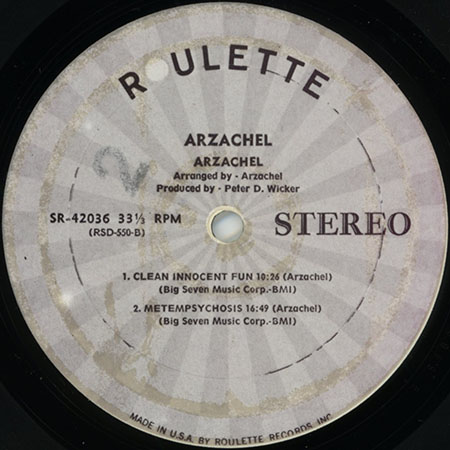 ROULETTE
ARZACHEL
ARZACHEL
Arranged by - Arzachel
Produced by - Peter D. Wicker
SR-42036 33⅓ RPM
(RSD-550-B)
STEREO
2
1. CLEAN INNOCENT FUN 10:26 (Arzachel)
(Big Seven Music Corp.-BMI)
2. METEMPSYCHOSIS 16:49 (Arzachel)
(Big Seven Music Corp.-BMI)
MADE IN U.S.A. BY ROULETTE RECORDS, INC.